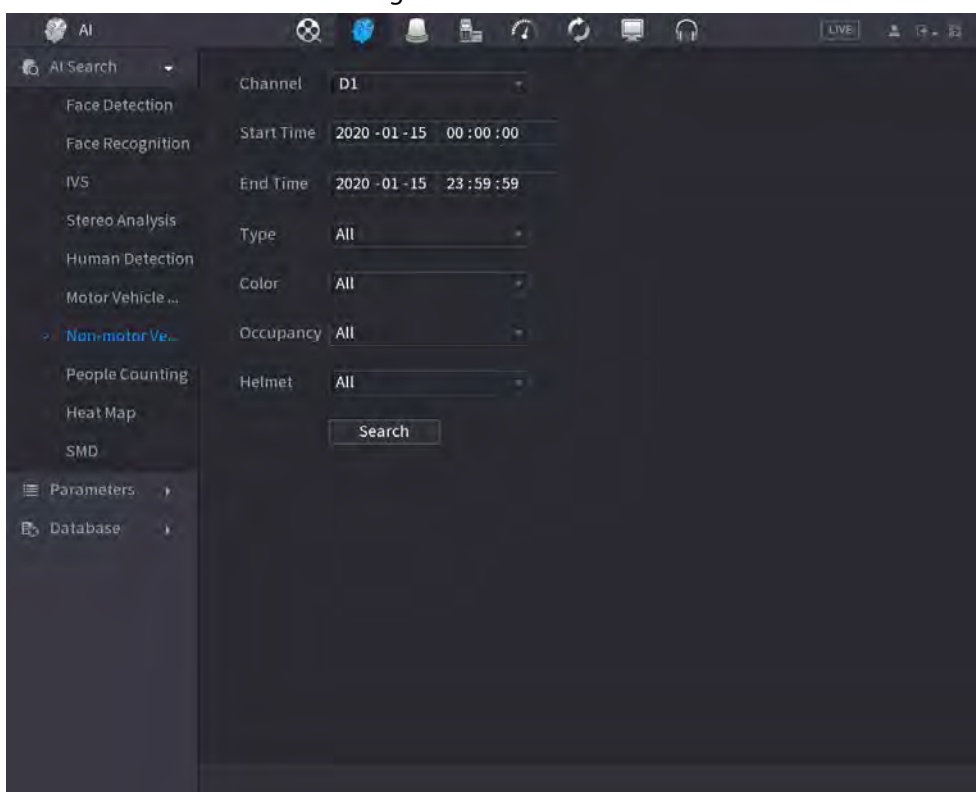 AI
LIVE
AI Search
Face Detection
Face Recognition
IVS
Stereo Analysis
Human Detection
Motor Vehicle ...
Non-motor Ve...
People Counting
Heat Map
SMD
Parameters
Database
Channel D1
Start Time 2020 -01 -15 00 :00 :00
End Time 2020 -01 -15 23 :59 :59
Type All
Color All
Occupancy All
Helmet All
Search